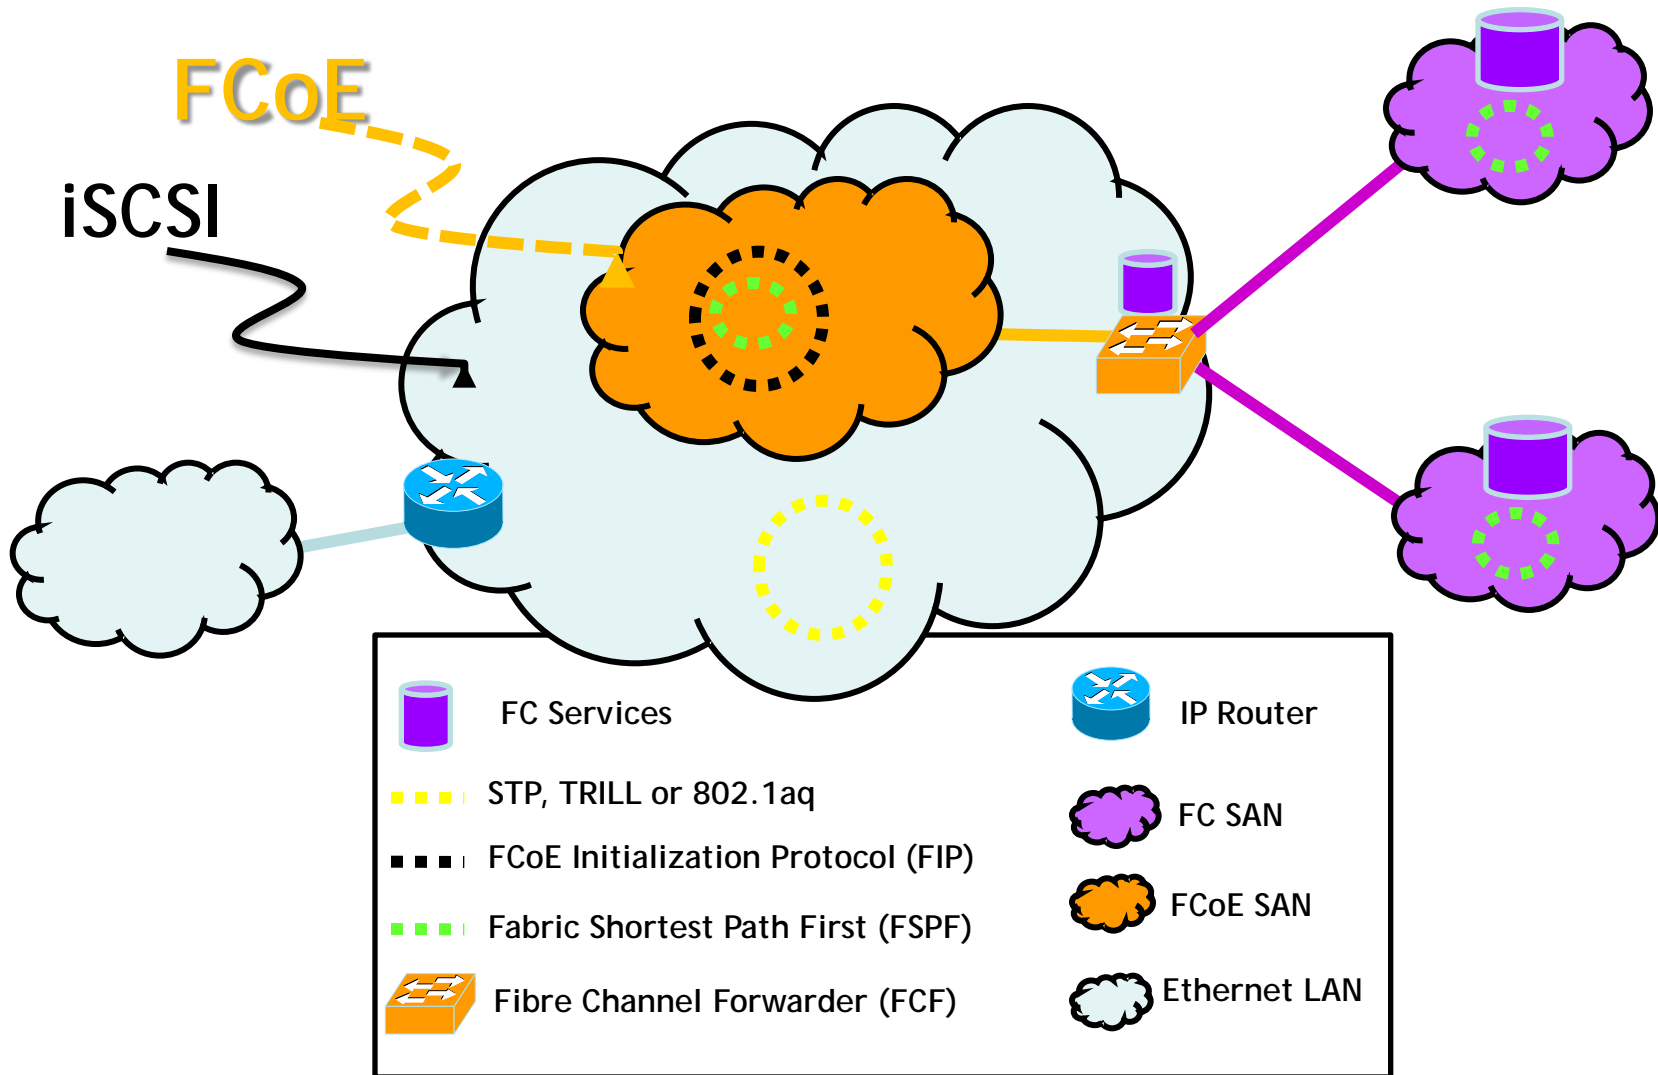 FCoE
iSCSI
FC Services
IP Router
STP, TRILL or 802.1aq
FC SAN
FCoE Initialization Protocol (FIP)
FCoE SAN
Fabric Shortest Path First (FSPF)
Fibre Channel Forwarder (FCF)
Ethernet LAN